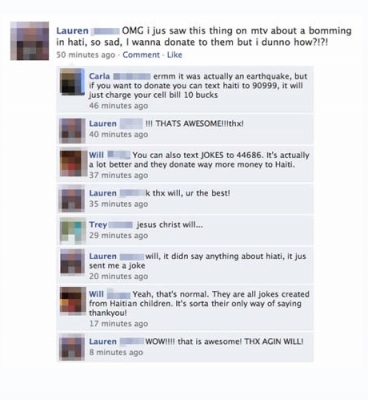 Lauren OMG i jus saw this thing on mtv about a bomming
in hati, so sad, I wanna donate to them but i dunno how?!?!
50 minutes ago · Comment · Like
Carla ermm it was actually an earthquake, but
if you want to donate you can text haiti to 90999, it will
just charge your cell bill 10 bucks
46 minutes ago
Lauren !!! THATS AWESOME!!!thx!
40 minutes ago
Will You can also text JOKES to 44686. It's actually
a lot better and they donate way more money to Haiti.
37 minutes ago
Lauren k thx will, ur the best!
35 minutes ago
Trey jesus christ will...
29 minutes ago
Lauren will, it didn say anything about hiati, it jus
sent me a joke
20 minutes ago
Will Yeah, that's normal. They are all jokes created
from Haitian children. It's sorta their only way of saying
thankyou!
17 minutes ago
Lauren WOW!!!! that is awesome! THX AGIN WILL!
8 minutes ago